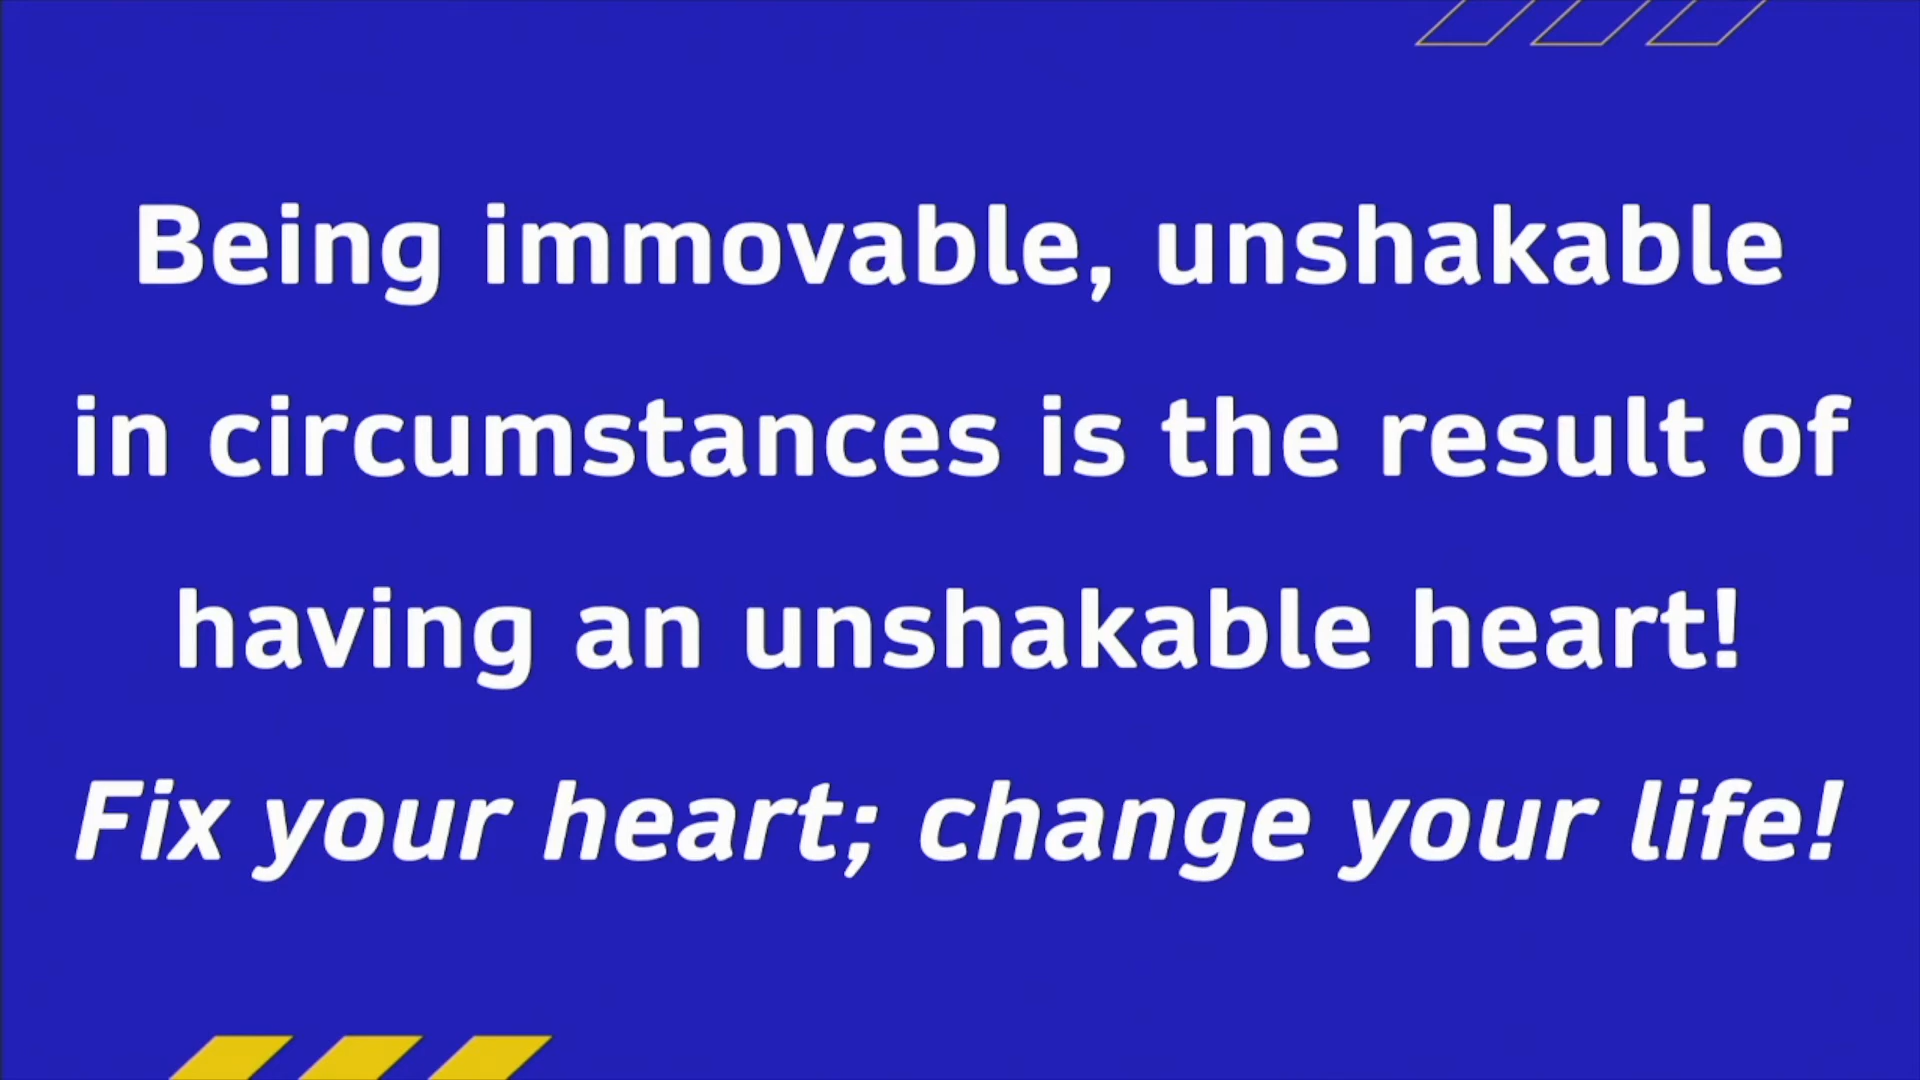 Being immovable, unshakable
in circumstances is the result of
having an unshakable heart!
Fix your heart; change your life!